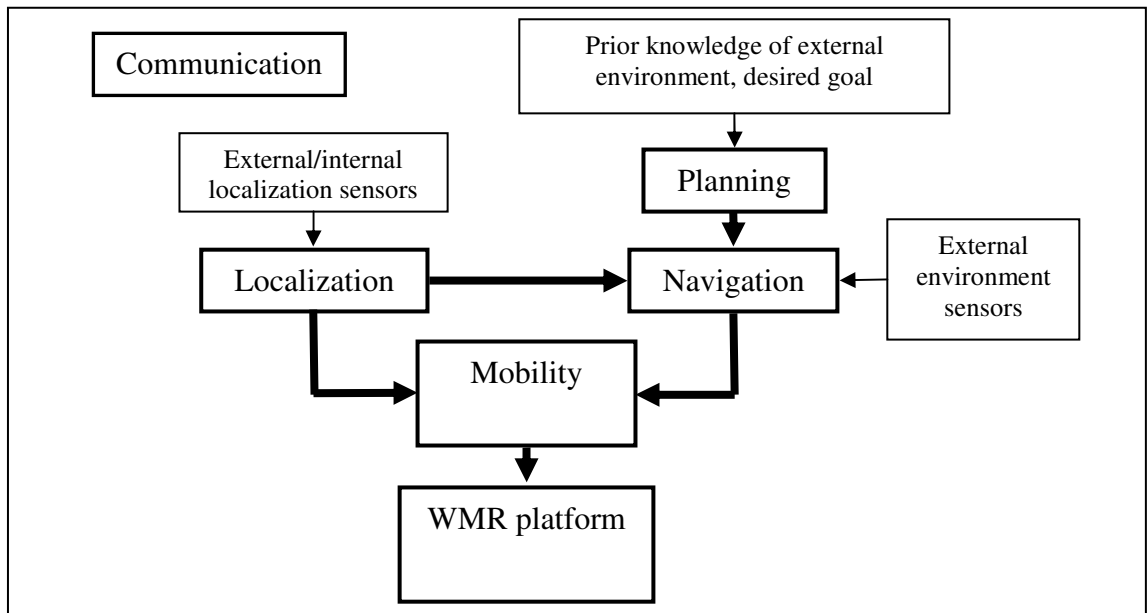 Communication
Prior knowledge of external
environment, desired goal
External/internal
localization sensors
Planning
Localization
Navigation
External
environment
sensors
Mobility
WMR platform